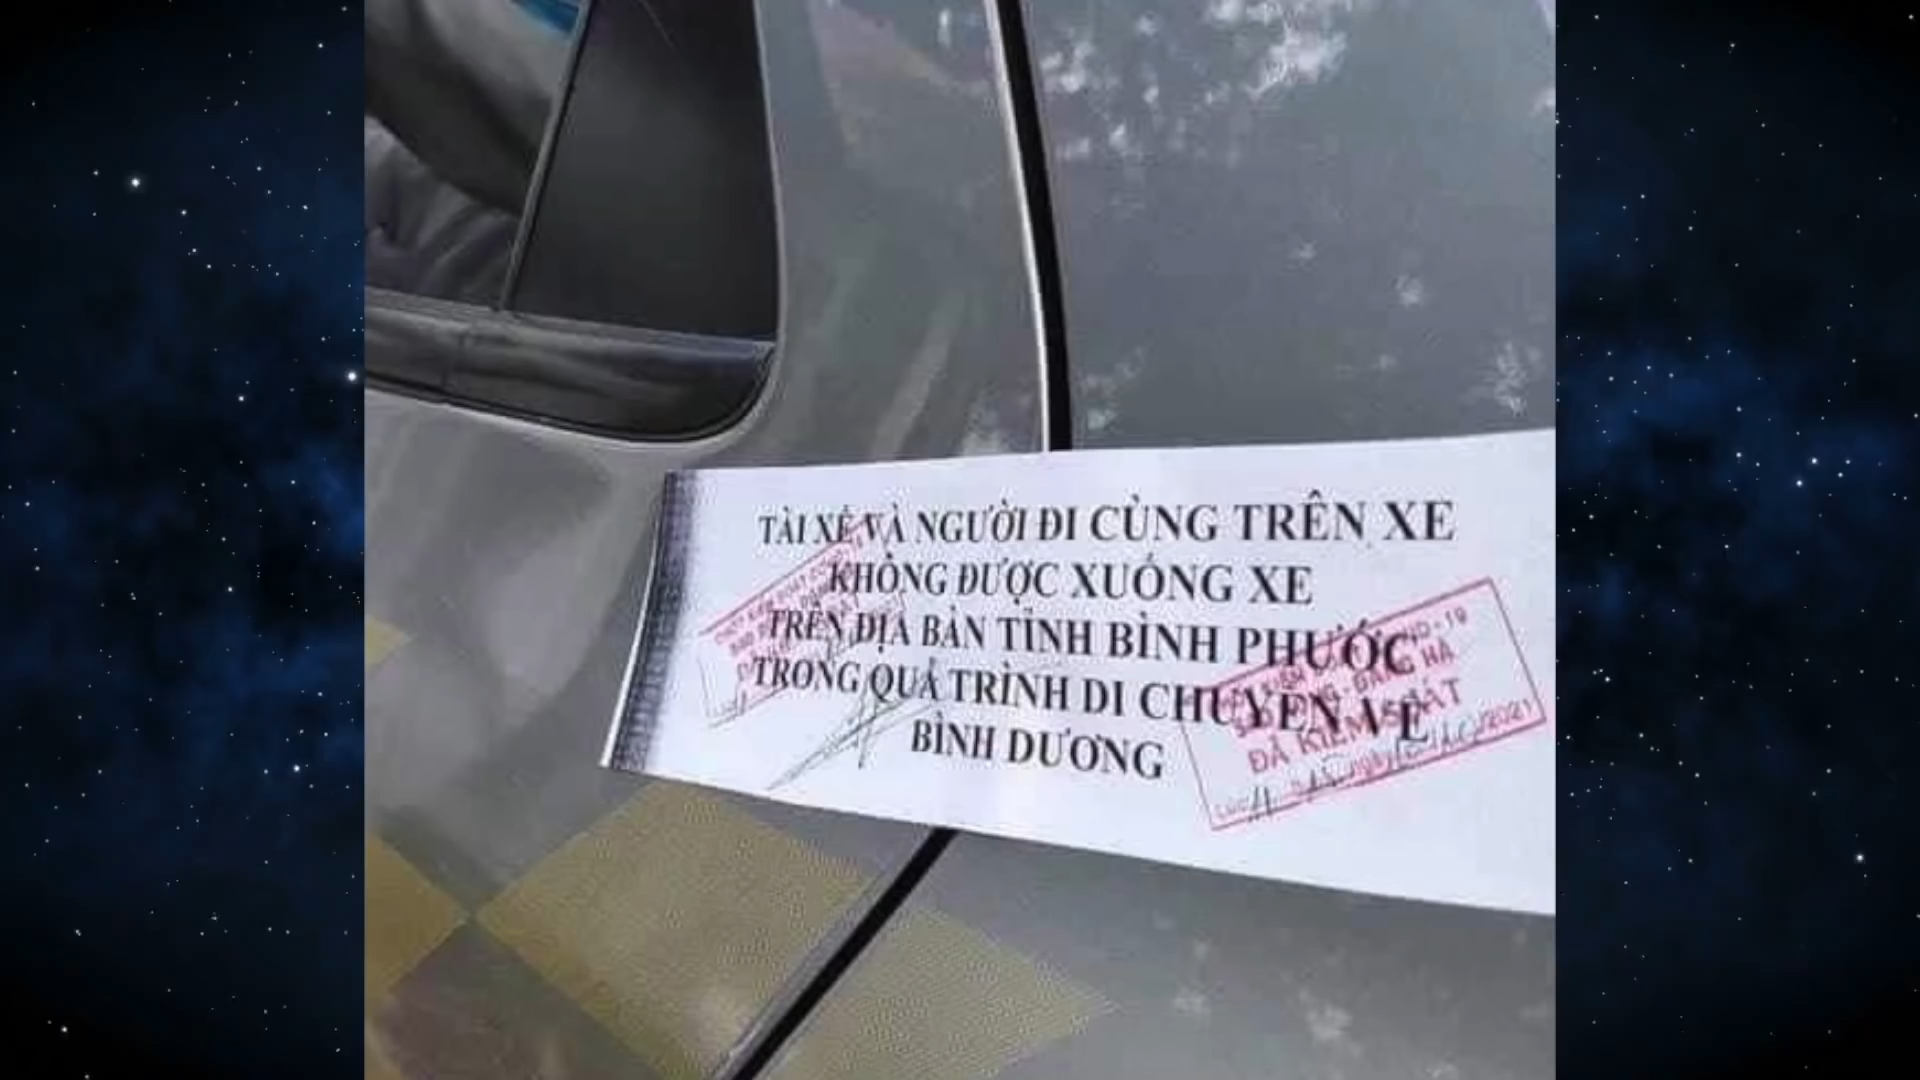 TÀI XẾ VÀ NGƯỜI ĐI CÙNG TRÊN XE
KHÔNG ĐƯỢC XUỐNG XE
TRÊN ĐỊA BÀN TỈNH BÌNH PHƯỚC
TRONG QUÁ TRÌNH DI CHUYỂN VỀ
BÌNH DƯƠNG
ĐÃ KIỂM SOÁT